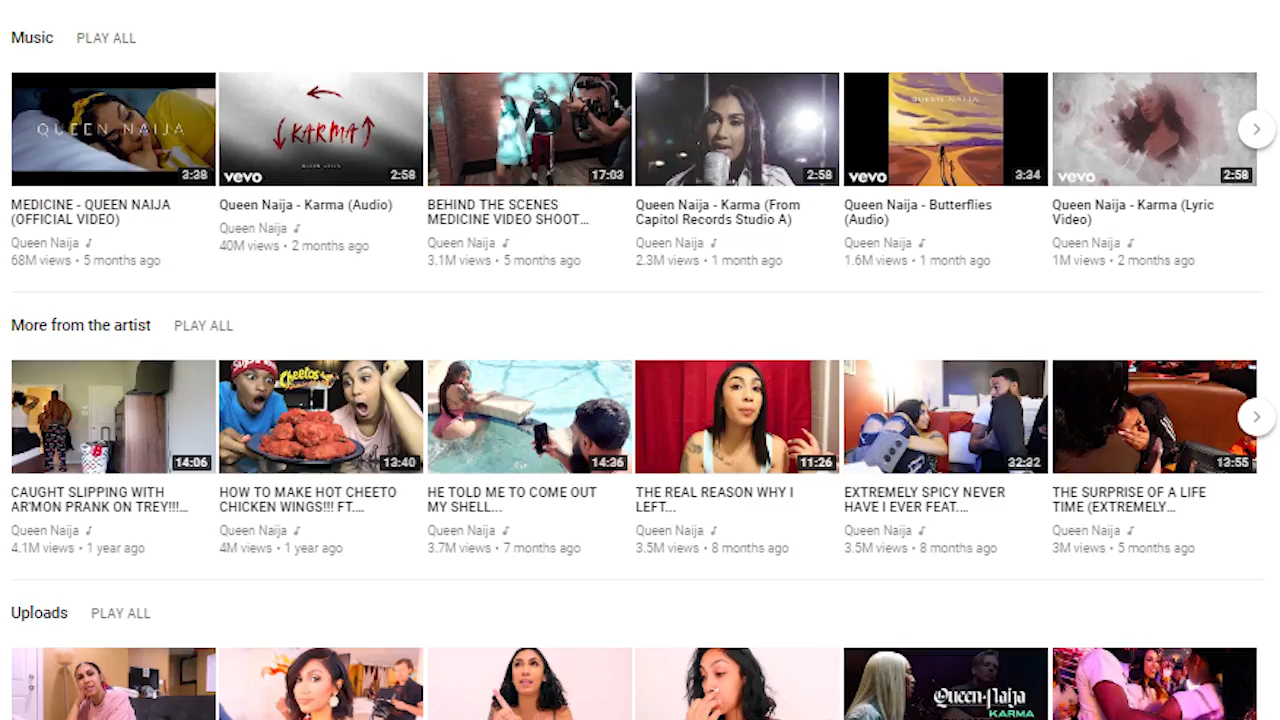 Music PLAY ALL
QUEEN NAIJA
3:38
KARMA
vevo
2:58
17:03
2:58
QUEEN NAIJA
vevo
3:34
vevo
2:58
MEDICINE - QUEEN NAIJA
(OFFICIAL VIDEO)
Queen Naija
68M views • 5 months ago
Queen Naija - Karma (Audio)
Queen Naija
40M views • 2 months ago
BEHIND THE SCENES
MEDICINE VIDEO SHOOT...
Queen Naija
3.1M views • 5 months ago
Queen Naija - Karma (From
Capitol Records Studio A)
Queen Naija
2.3M views • 1 month ago
Queen Naija - Butterflies
(Audio)
Queen Naija
1.6M views • 1 month ago
Queen Naija - Karma (Lyric
Video)
Queen Naija
1M views • 2 months ago
More from the artist PLAY ALL
14:06
Cheetos
13:40
14:36
11:26
32:32
13:55
CAUGHT SLIPPING WITH
AR'MON PRANK ON TREY!!!...
Queen Naija
4.1M views • 1 year ago
HOW TO MAKE HOT CHEETO
CHICKEN WINGS!!! FT....
Queen Naija
4M views • 1 year ago
HE TOLD ME TO COME OUT
MY SHELL...
Queen Naija
3.7M views • 7 months ago
THE REAL REASON WHY I
LEFT...
Queen Naija
3.5M views • 8 months ago
EXTREMELY SPICY NEVER
HAVE I EVER FEAT....
Queen Naija
3.5M views • 8 months ago
THE SURPRISE OF A LIFE
TIME (EXTREMELY...
Queen Naija
3M views • 5 months ago
Uploads PLAY ALL
Queen Naija
KARMA